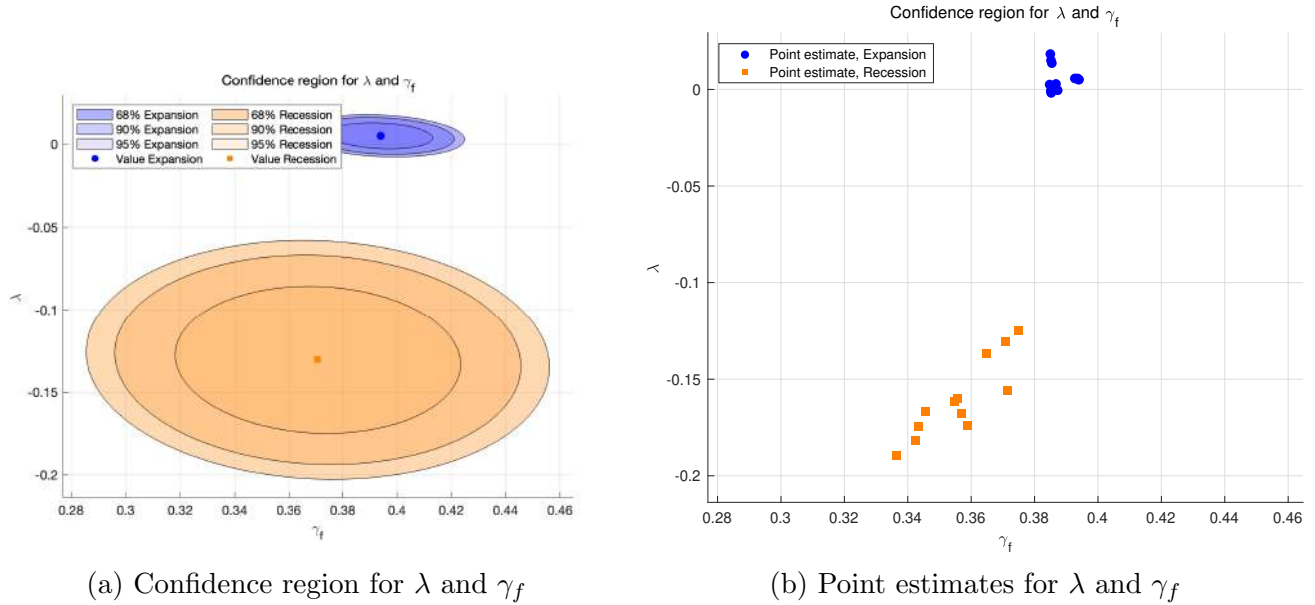 Confidence region for λ and γf
68% Expansion 68% Recession
90% Expansion 90% Recession
95% Expansion 95% Recession
Value Expansion Value Recession
0
-0.05
-0.1
-0.15
-0.2
λ
0.28 0.3 0.32 0.34 0.36 0.38 0.4 0.42 0.44 0.46
γf
(a) Confidence region for λ and γf
Confidence region for λ and γf
Point estimate, Expansion
Point estimate, Recession
0
-0.05
-0.1
-0.15
-0.2
λ
0.28 0.3 0.32 0.34 0.36 0.38 0.4 0.42 0.44 0.46
γf
(b) Point estimates for λ and γf